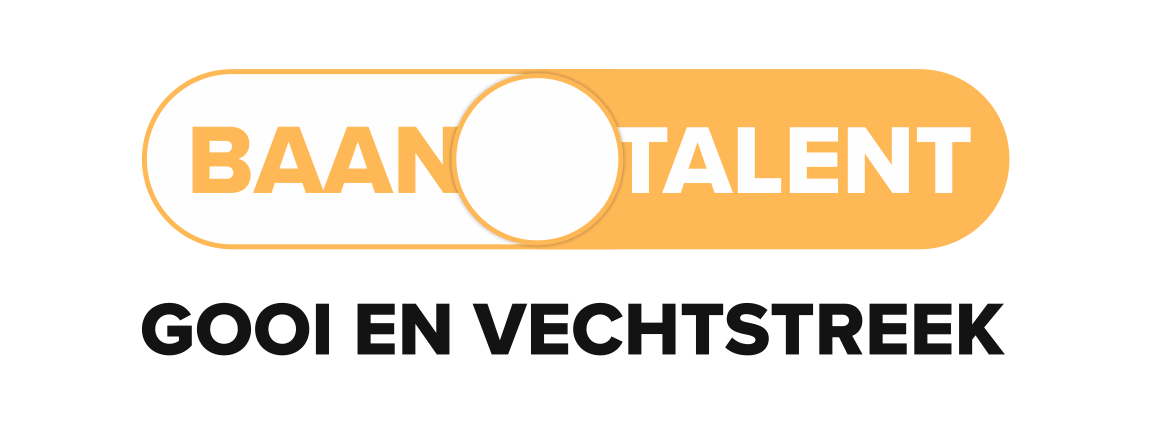 BAAN TALENT
GOOI EN VECHTSTREEK